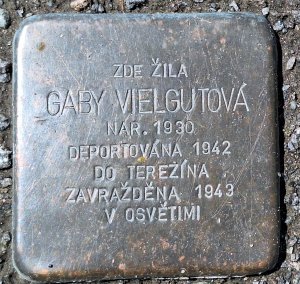 ZDE ŽILA
GABY VIELGUTOVÁ
NAR. 1930
DEPORTOVÁNA 1942
DO TEREZÍNA
ZAVRAŽDĚNA 1943
V OSVĚTIMI